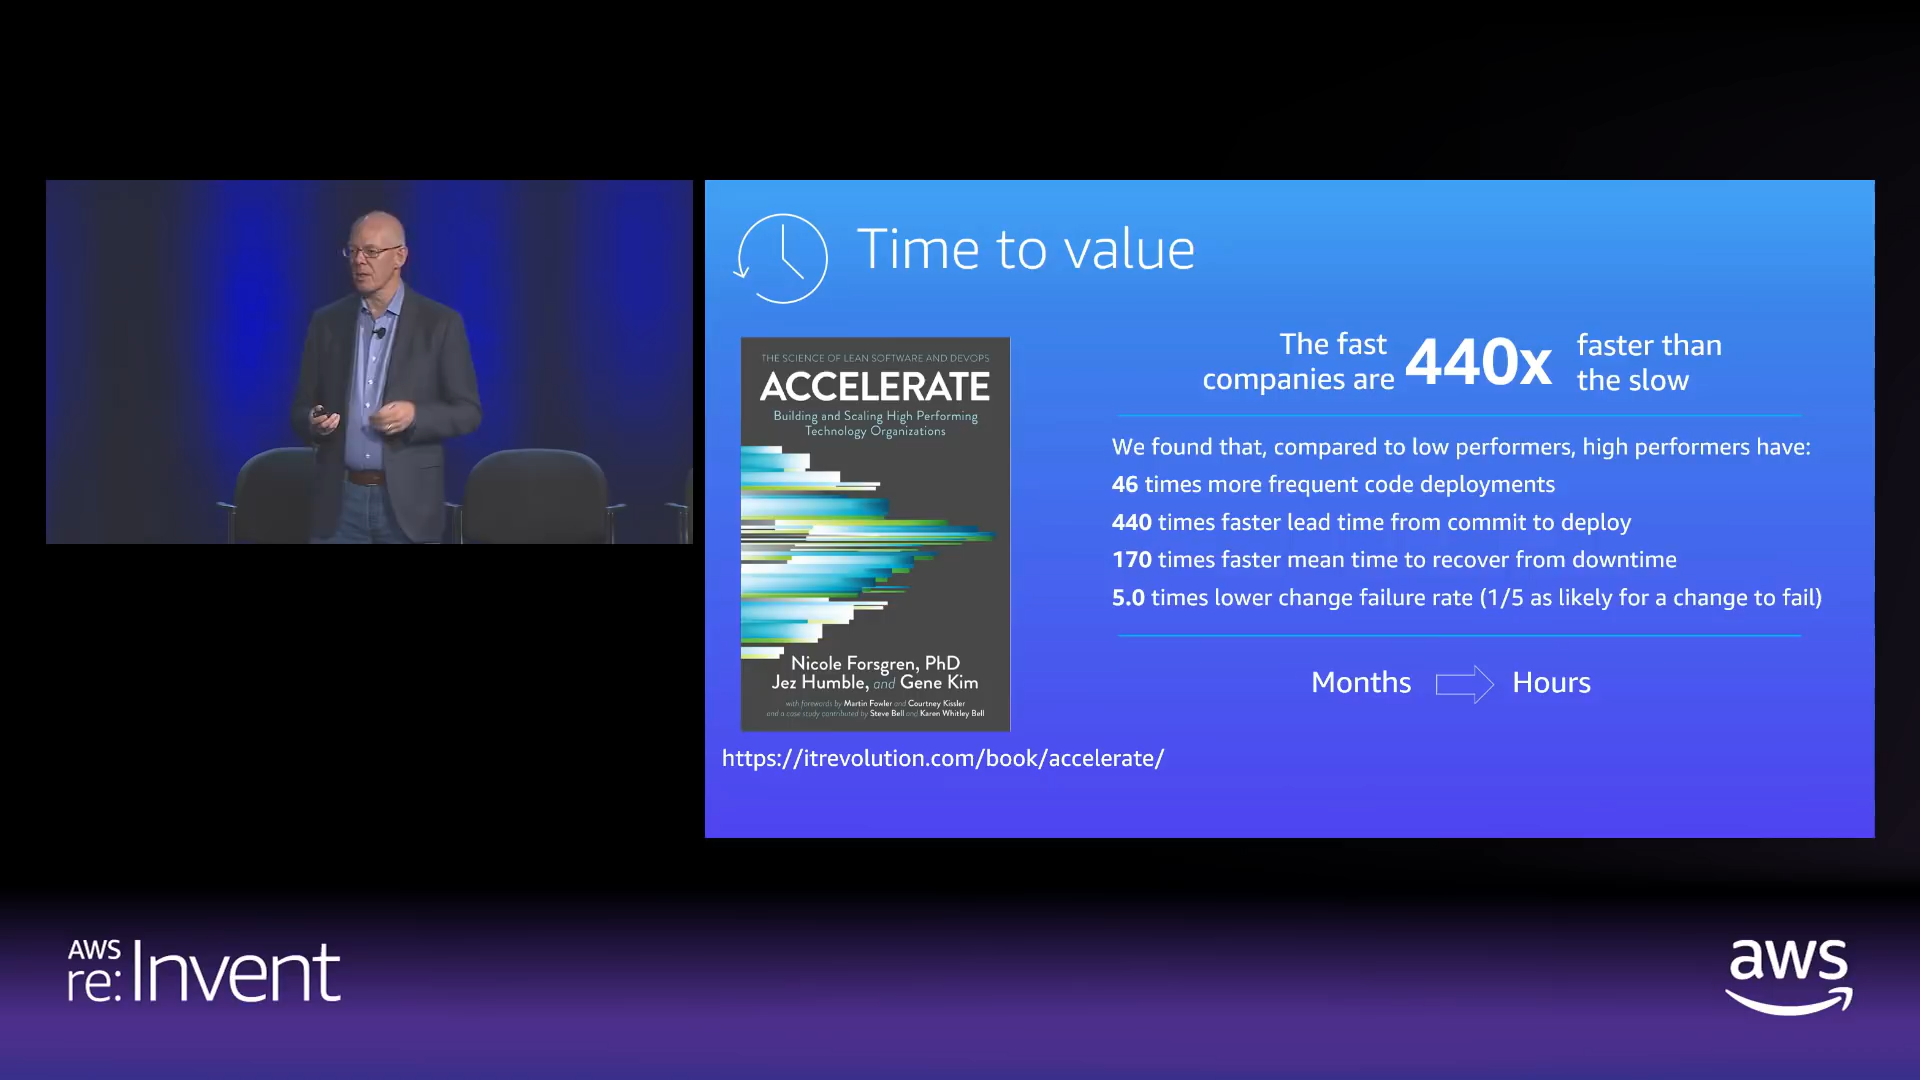 Time to value
THE SCIENCE OF LEAN SOFTWARE AND DEVOPS
ACCELERATE
Building and Scaling High Performing
Technology Organizations
Nicole Forsgren, PhD
Jez Humble, and Gene Kim
with forewords by Martin Fowler and Courtney Kissler
and a case study contributed by Steve Bell and Karen Whitley Bell
https://itrevolution.com/book/accelerate/
The fast
companies are
440x
faster than
the slow
We found that, compared to low performers, high performers have:
46 times more frequent code deployments
440 times faster lead time from commit to deploy
170 times faster mean time to recover from downtime
5.0 times lower change failure rate (1/5 as likely for a change to fail)
Months
Hours
AWS
re:Invent
aws